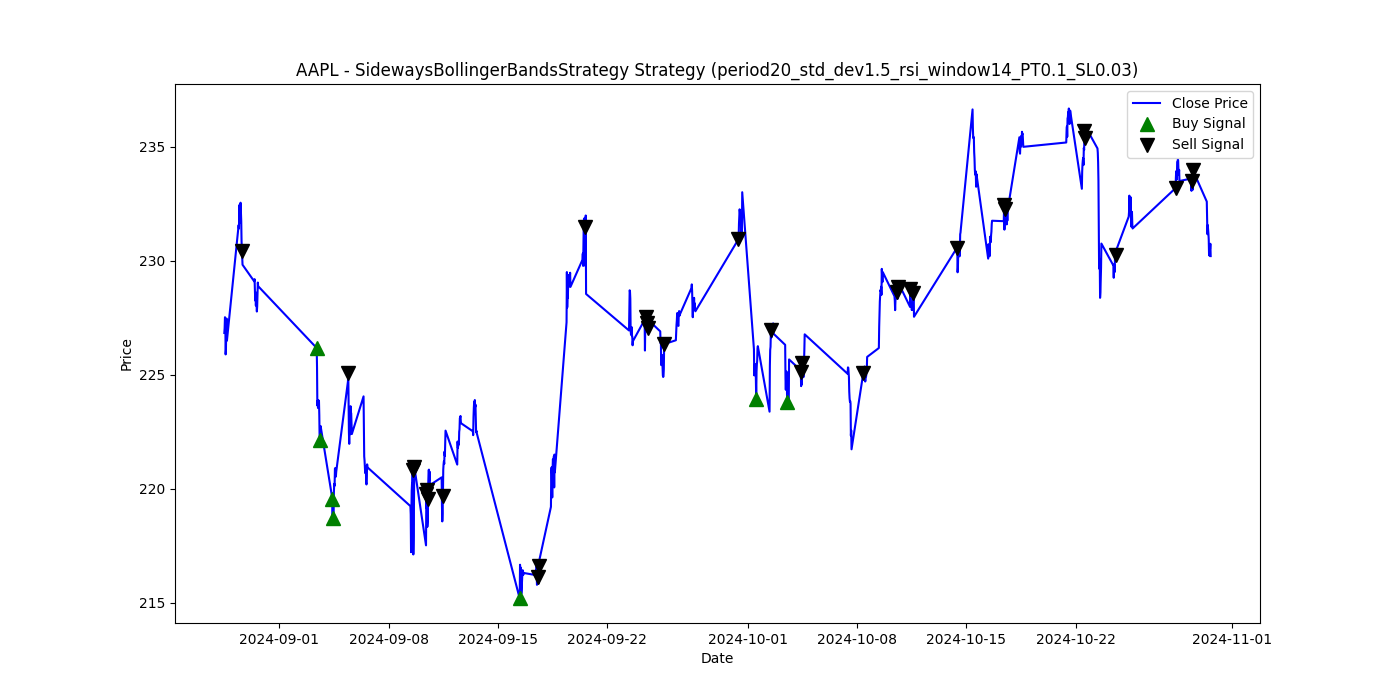 AAPL - SidewaysBollingerBandsStrategy Strategy (period20_std_dev1.5_rsi_window14_PT0.1_SL0.03)
Close Price
Buy Signal
Sell Signal
235
230
225
220
215
Price
2024-09-01
2024-09-08
2024-09-15
2024-09-22
2024-10-01
2024-10-08
2024-10-15
2024-10-22
2024-11-01
Date